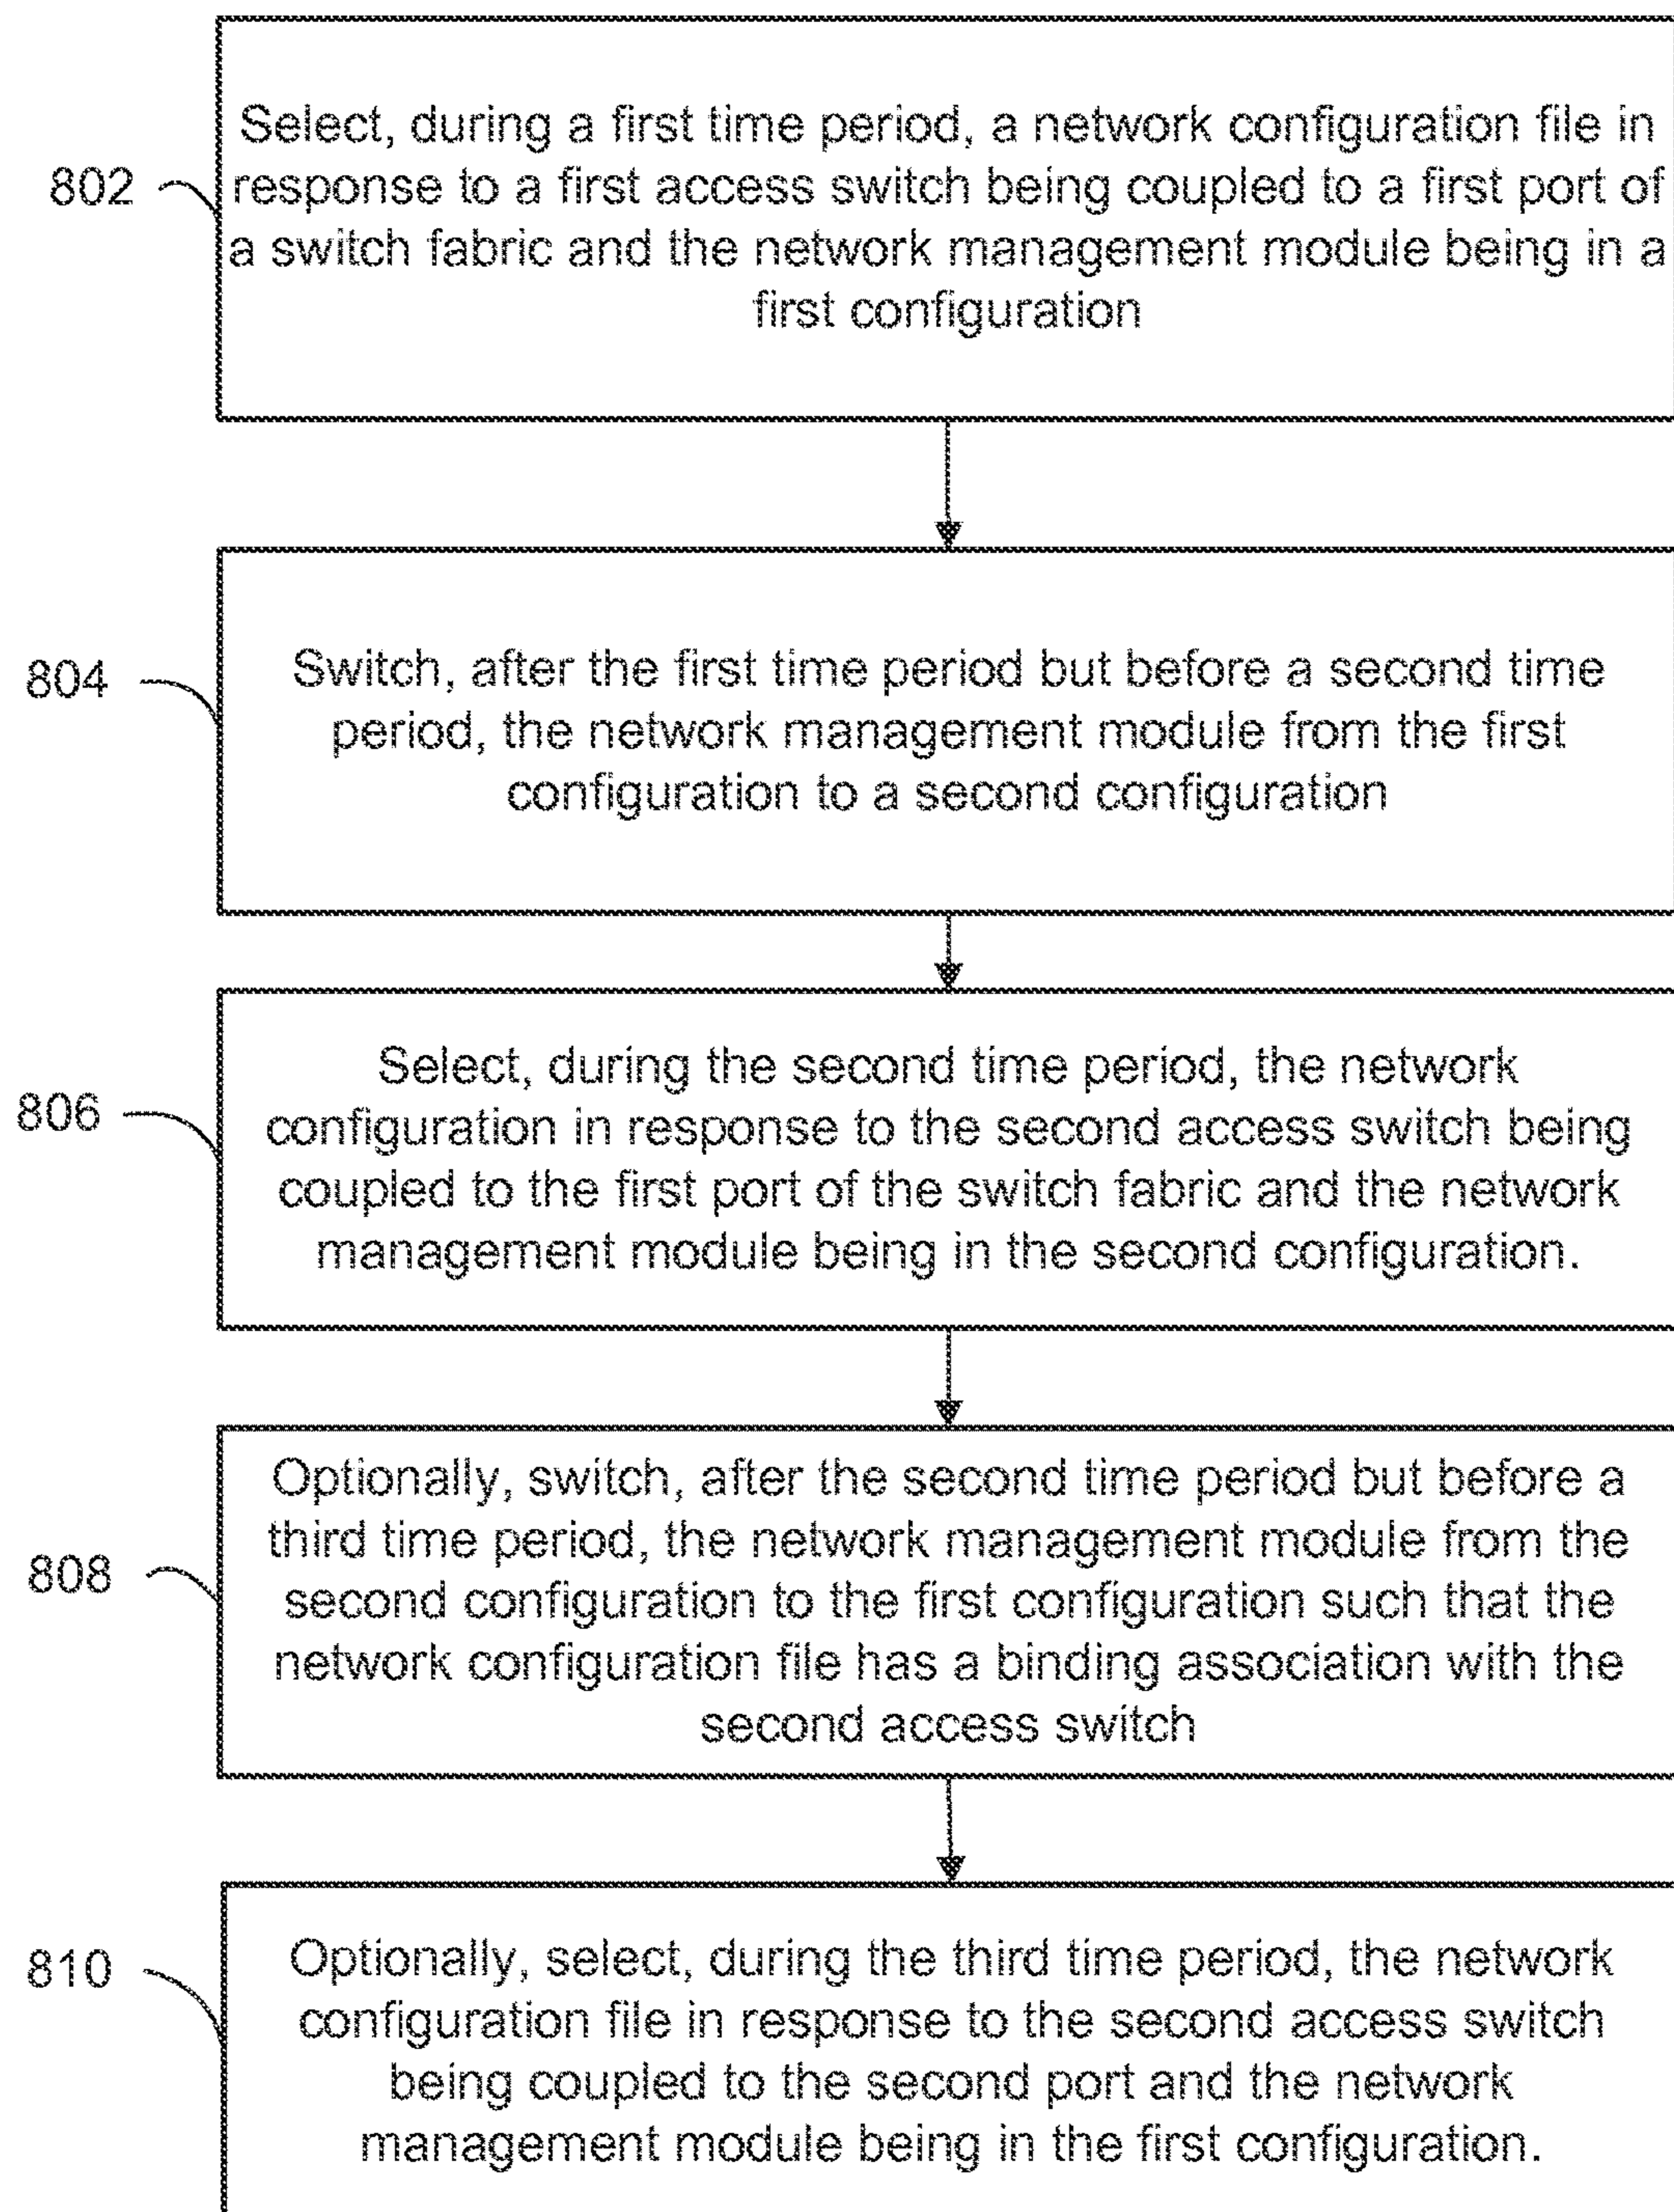 802
Select, during a first time period, a network configuration file in
response to a first access switch being coupled to a first port of
a switch fabric and the network management module being in a
first configuration
804
Switch, after the first time period but before a second time
period, the network management module from the first
configuration to a second configuration
806
Select, during the second time period, the network
configuration in response to the second access switch being
coupled to the first port of the switch fabric and the network
management module being in the second configuration.
808
Optionally, switch, after the second time period but before a
third time period, the network management module from the
second configuration to the first configuration such that the
network configuration file has a binding association with the
second access switch
810
Optionally, select, during the third time period, the network
configuration file in response to the second access switch
being coupled to the second port and the network
management module being in the first configuration.